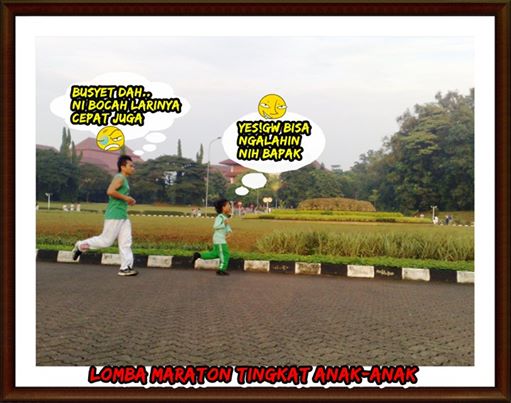 BUSYET DAH..
NI BOCAH LARINYA
CEPAT JUGA
YES!GW BISA
NGALAHIN
NIH BAPAK
LOMBA MARATON TINGKAT ANAK-ANAK